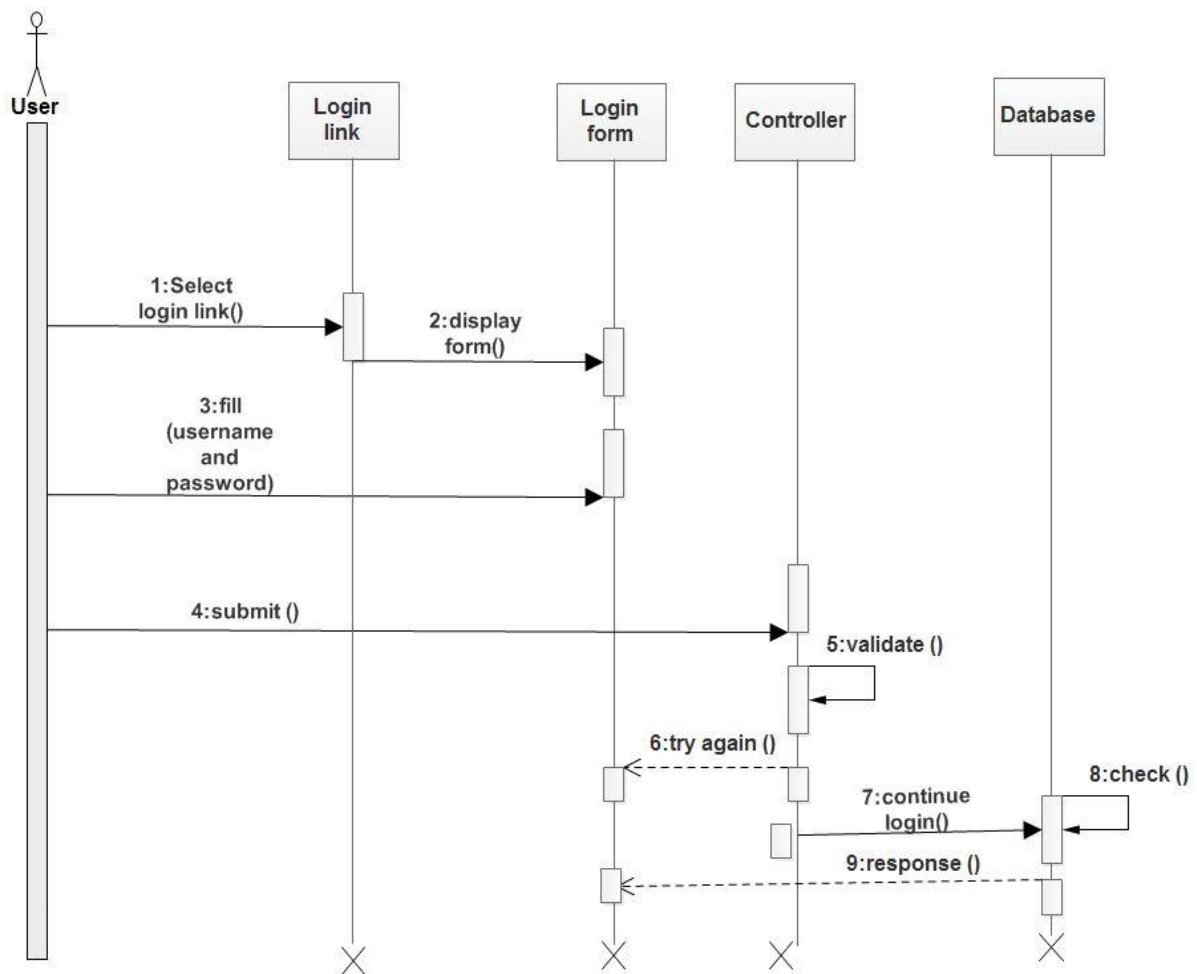 User
Login
link
Login
form
Controller
Database
1:Select
login link()
2:display
form()
3:fill
(username
and
password)
4:submit ()
5:validate ()
6:try again ()
7:continue
login()
8:check ()
9:response ()